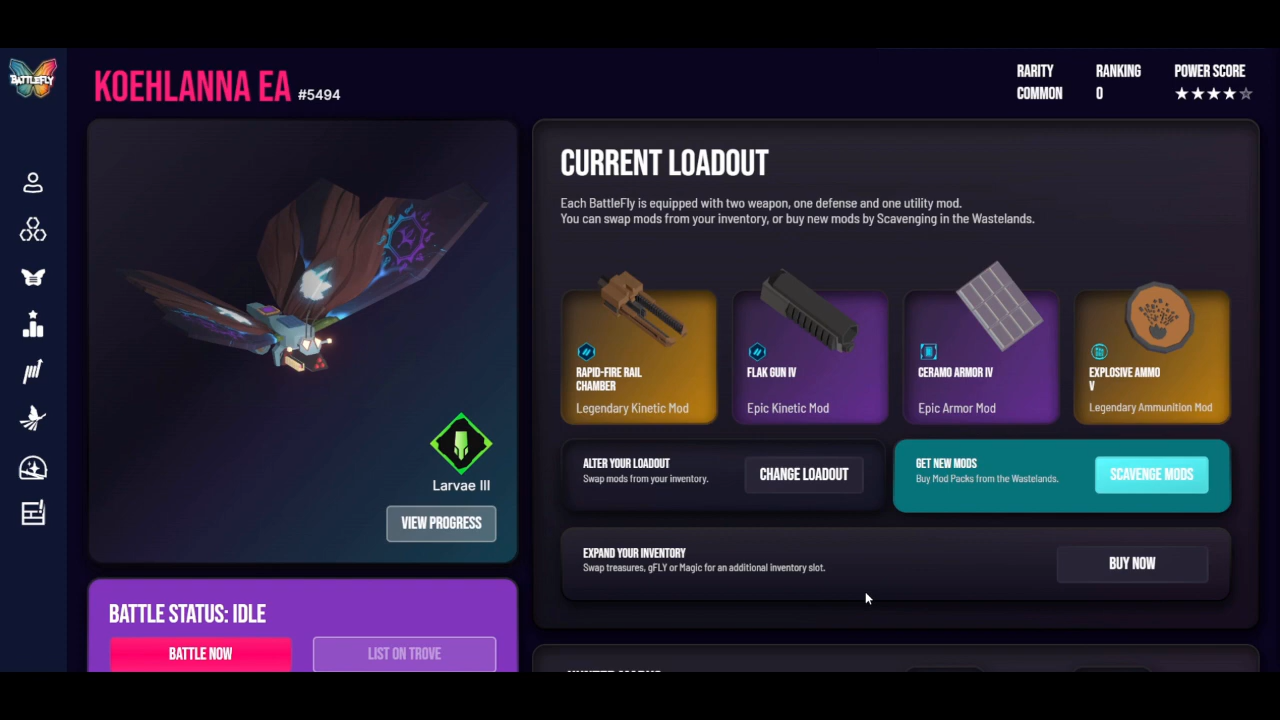 BATTLEFLY
KOEHLANNA EA #5494
RARITY
COMMON
RANKING
0
POWER SCORE
CURRENT LOADOUT
Each BattleFly is equipped with two weapon, one defense and one utility mod.
You can swap mods from your inventory, or buy new mods by Scavenging in the Wastelands.
RAPID-FIRE RAIL
CHAMBER
Legendary Kinetic Mod
FLAK GUN IV
Epic Kinetic Mod
CERAMO ARMOR IV
Epic Armor Mod
EXPLOSIVE AMMO
V
Legendary Ammunition Mod
Larvae III
VIEW PROGRESS
ALTER YOUR LOADOUT
Swap mods from your inventory.
CHANGE LOADOUT
GET NEW MODS
Buy Mod Packs from the Wastelands.
SCAVENGE MODS
EXPAND YOUR INVENTORY
Swap treasures, gFLY or Magic for an additional inventory slot.
BUY NOW
BATTLE STATUS: IDLE
BATTLE NOW
LIST ON TROVE